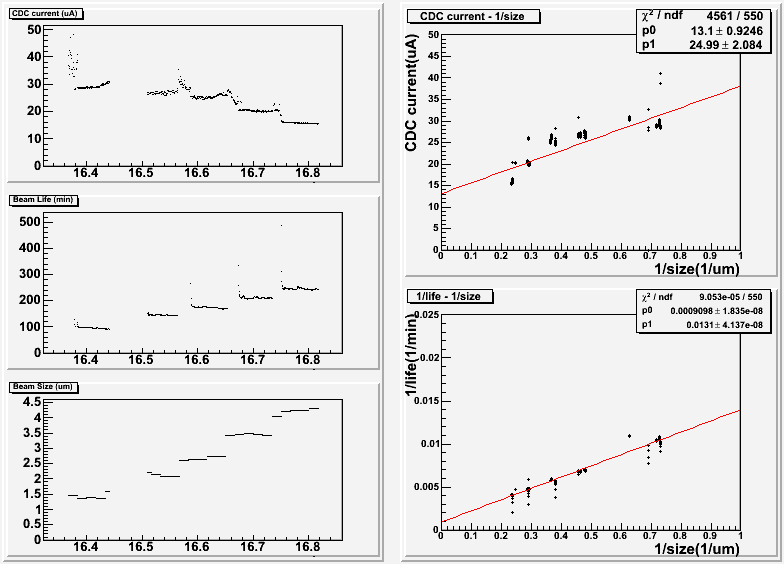 CDC current (uA)
50
40
30
20
10
0
16.4 16.5 16.6 16.7 16.8
Beam Life (min)
500
400
300
200
100
0
16.4 16.5 16.6 16.7 16.8
Beam Size (um)
4.5
4
3.5
3
2.5
2
1.5
1
0.5
0
16.4 16.5 16.6 16.7 16.8
CDC current - 1/size
χ² / ndf 4561 / 550
p0 13.1 ± 0.9246
p1 24.99 ± 2.084
CDC current(uA)
50
45
40
35
30
25
20
15
10
5
0
0 0.1 0.2 0.3 0.4 0.5 0.6 0.7 0.8 0.9 1
1/size(1/um)
1/life - 1/size
χ² / ndf 9.053e-05 / 550
p0 0.0009098 ± 1.835e-08
p1 0.0131 ± 4.137e-08
1/life(1/min)
0.025
0.02
0.015
0.01
0.005
0
0 0.1 0.2 0.3 0.4 0.5 0.6 0.7 0.8 0.9 1
1/size(1/um)